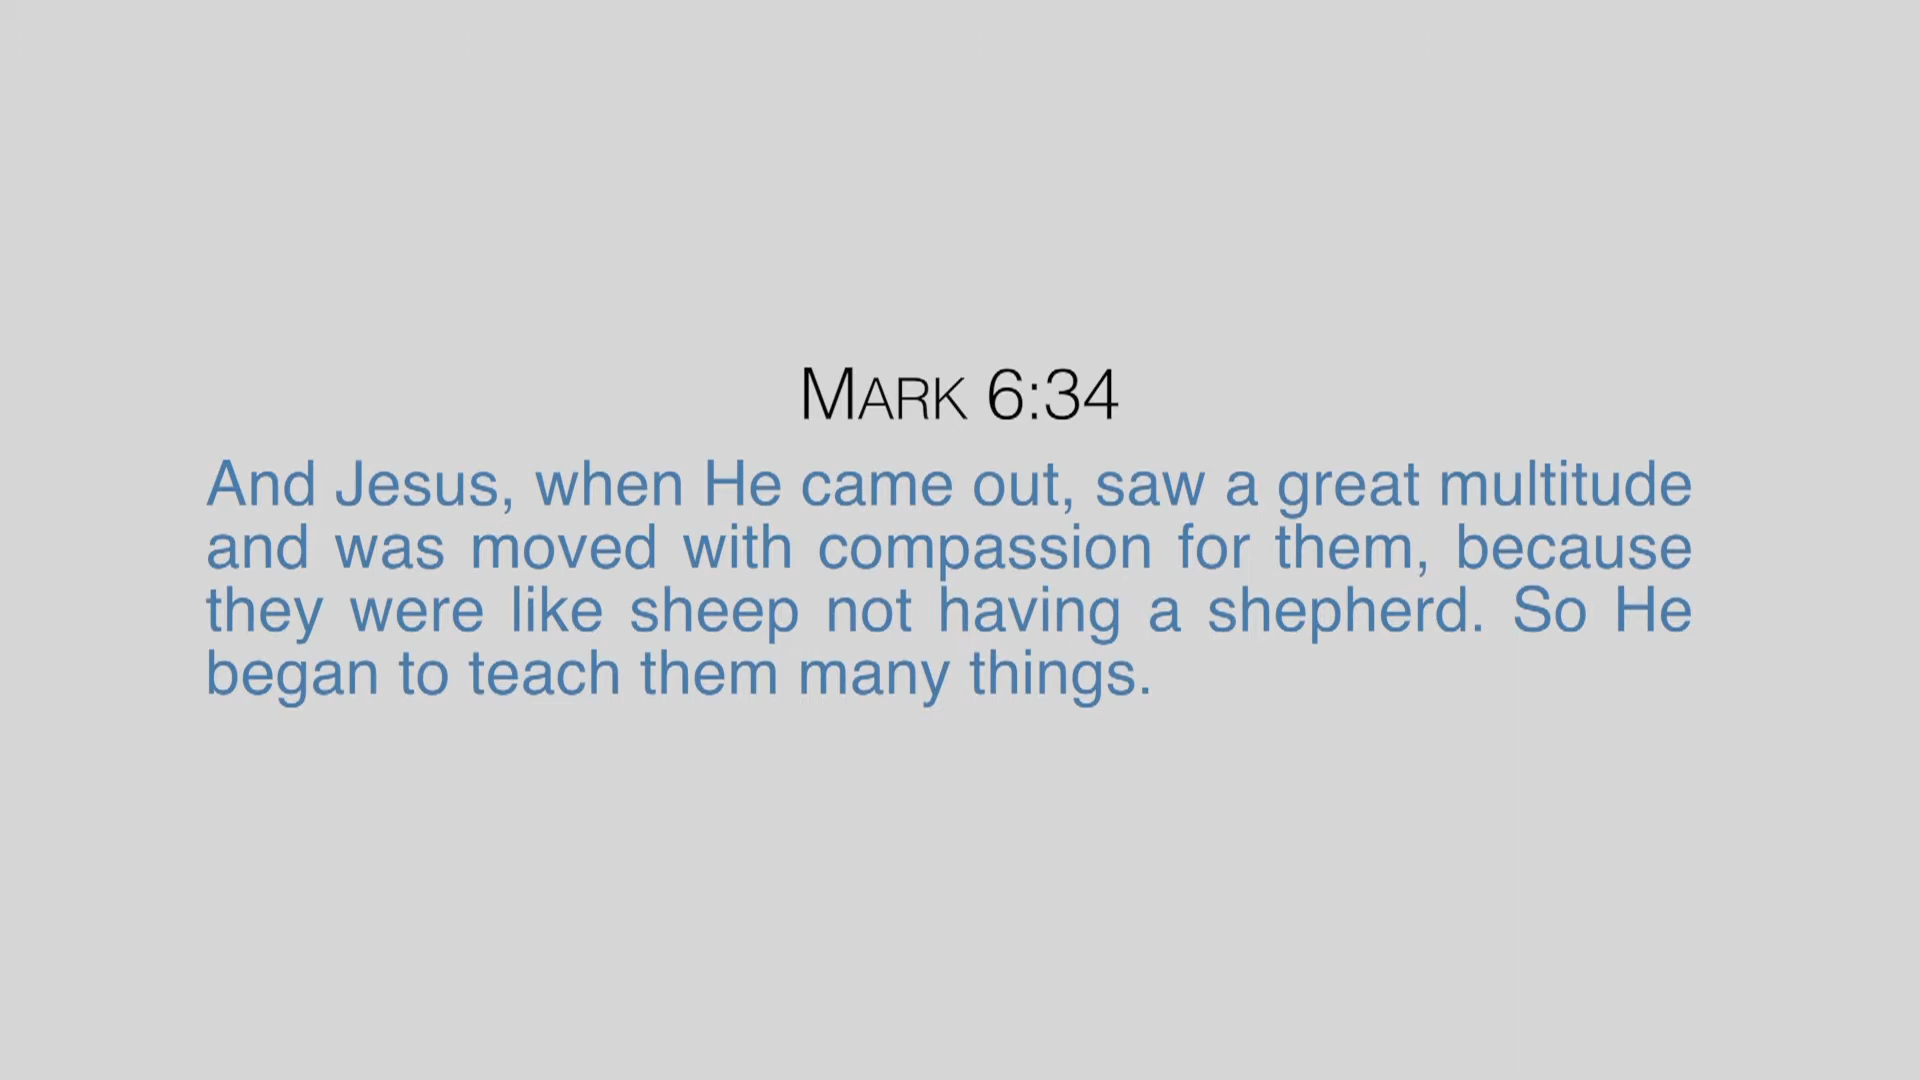 Mark 6:34
And Jesus, when He came out, saw a great multitude
and was moved with compassion for them, because
they were like sheep not having a shepherd. So He
began to teach them many things.